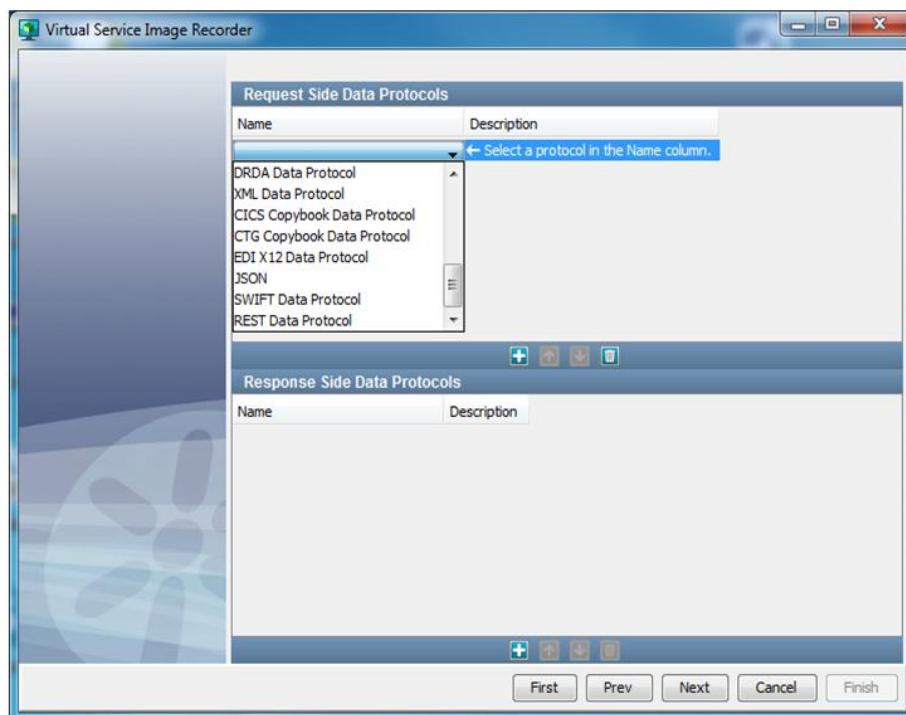 Virtual Service Image Recorder
Request Side Data Protocols
Name Description
← Select a protocol in the Name column.
DRDA Data Protocol
XML Data Protocol
CICS Copybook Data Protocol
CTG Copybook Data Protocol
EDI X12 Data Protocol
JSON
SWIFT Data Protocol
REST Data Protocol
Response Side Data Protocols
Name Description
First Prev Next Cancel Finish